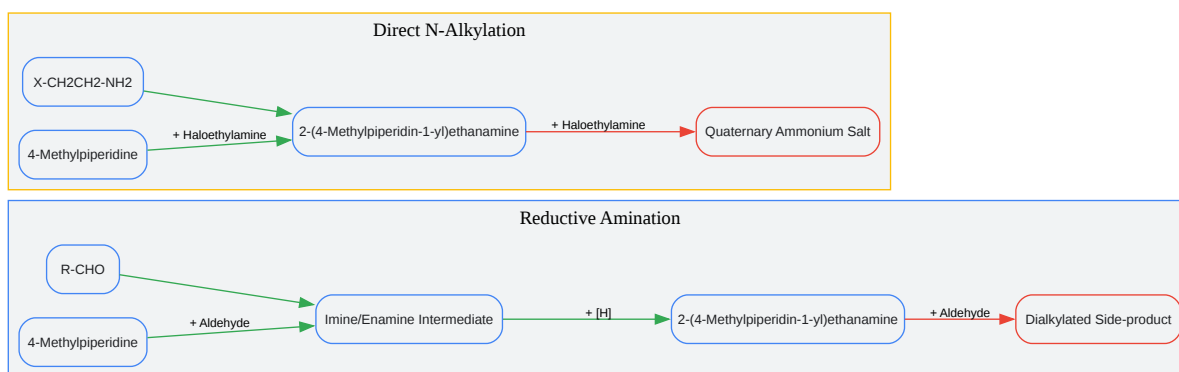 Direct N-Alkylation
X-CH2CH2-NH2
4-Methylpiperidine
+ Haloethylamine
2-(4-Methylpiperidin-1-yl)ethanamine
+ Haloethylamine
Quaternary Ammonium Salt
Reductive Amination
R-CHO
4-Methylpiperidine
+ Aldehyde
Imine/Enamine Intermediate
+ [H]
2-(4-Methylpiperidin-1-yl)ethanamine
+ Aldehyde
Dialkylated Side-product